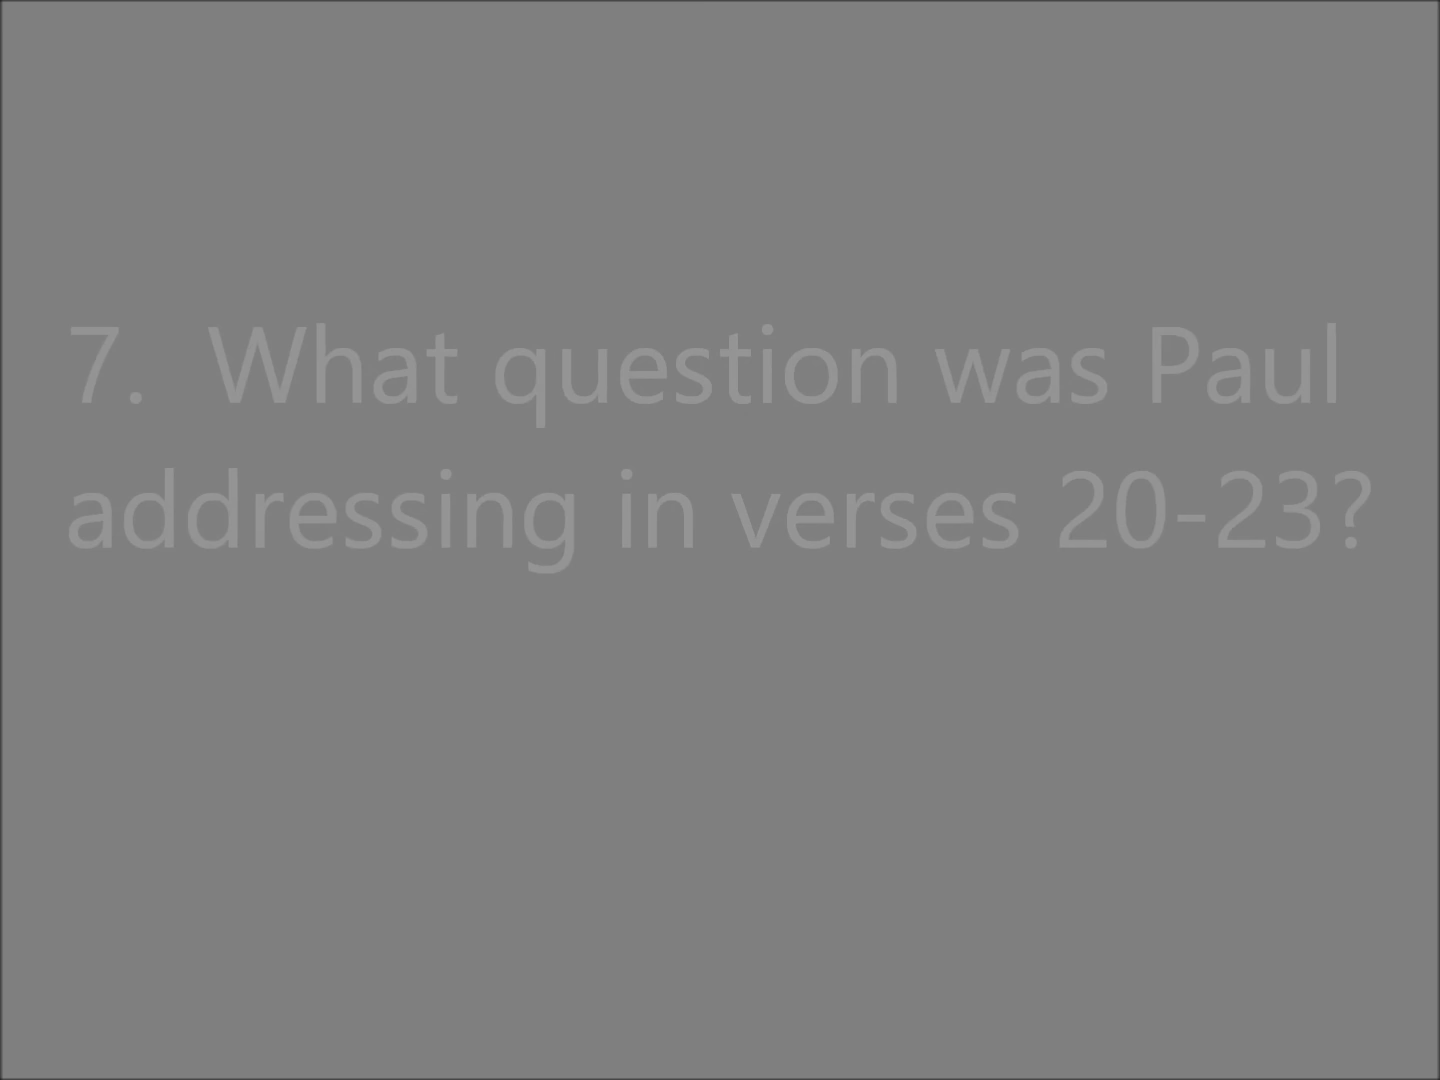 7.  What question was Paul
addressing in verses 20-23?